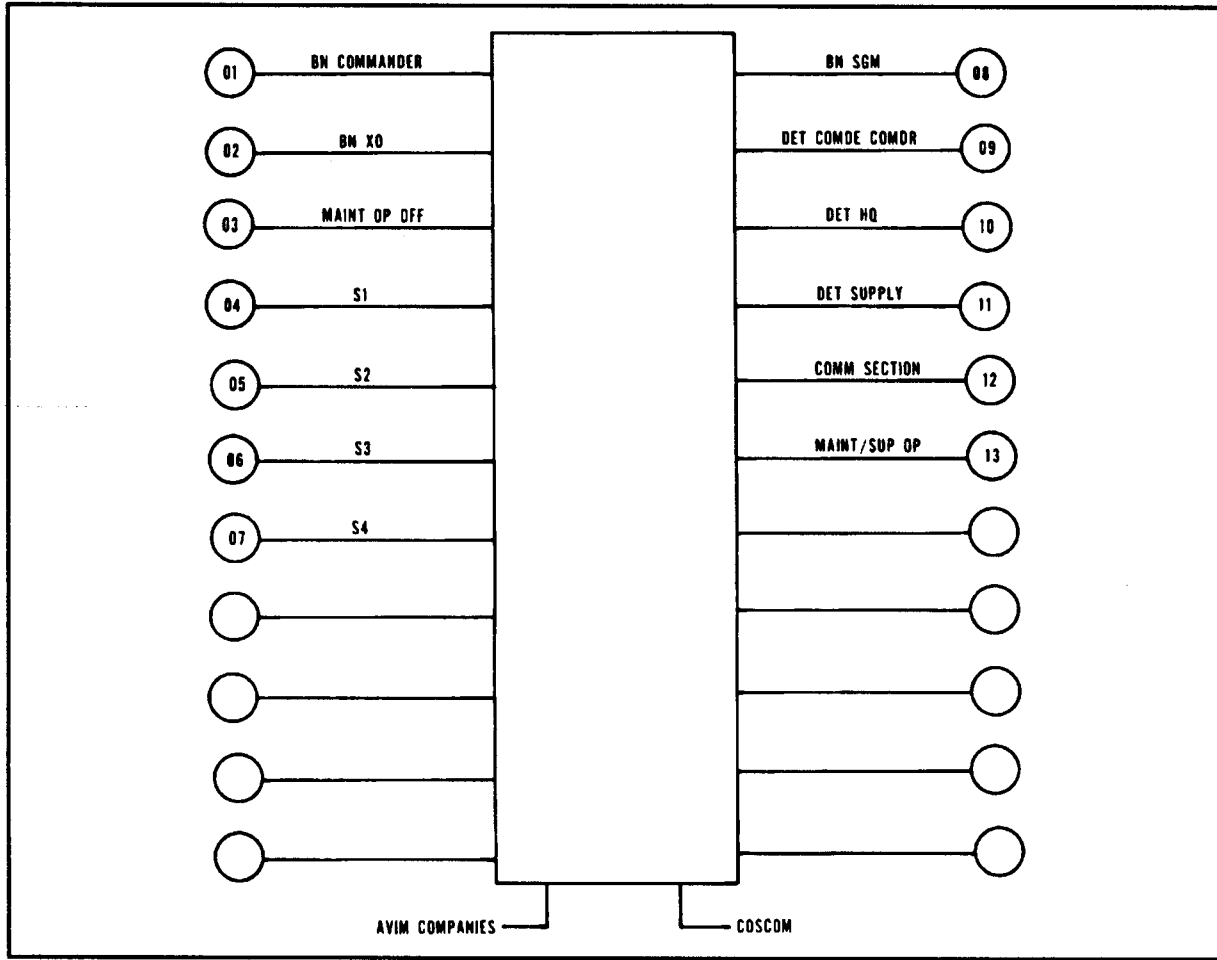 01 BN COMMANDER
02 BN XO
03 MAINT OP OFF
04 S1
05 S2
06 S3
07 S4
BN SGM 08
DET COMDE COMDR 09
DET HQ 10
DET SUPPLY 11
COMM SECTION 12
MAINT/SUP OP 13
AVIM COMPANIES
COSCOM